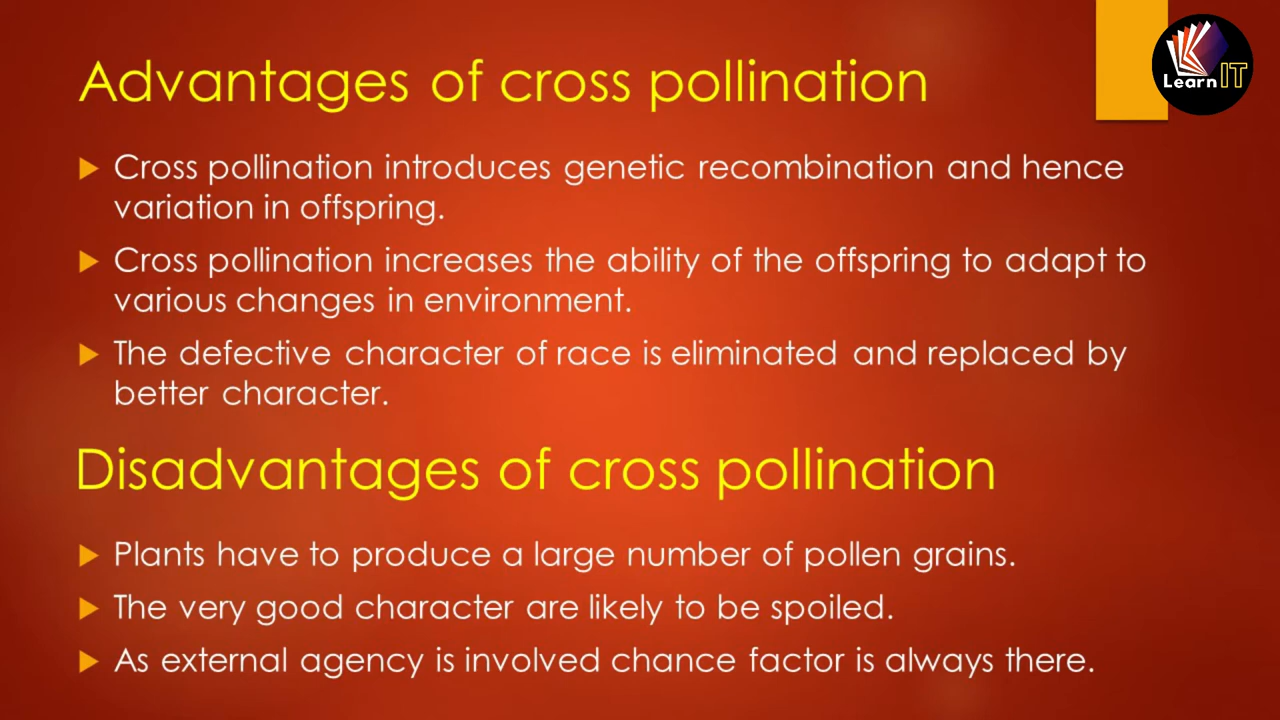 Advantages of cross pollination
Learn IT
Cross pollination introduces genetic recombination and hence
variation in offspring.
Cross pollination increases the ability of the offspring to adapt to
various changes in environment.
The defective character of race is eliminated and replaced by
better character.
Disadvantages of cross pollination
Plants have to produce a large number of pollen grains.
The very good character are likely to be spoiled.
As external agency is involved chance factor is always there.